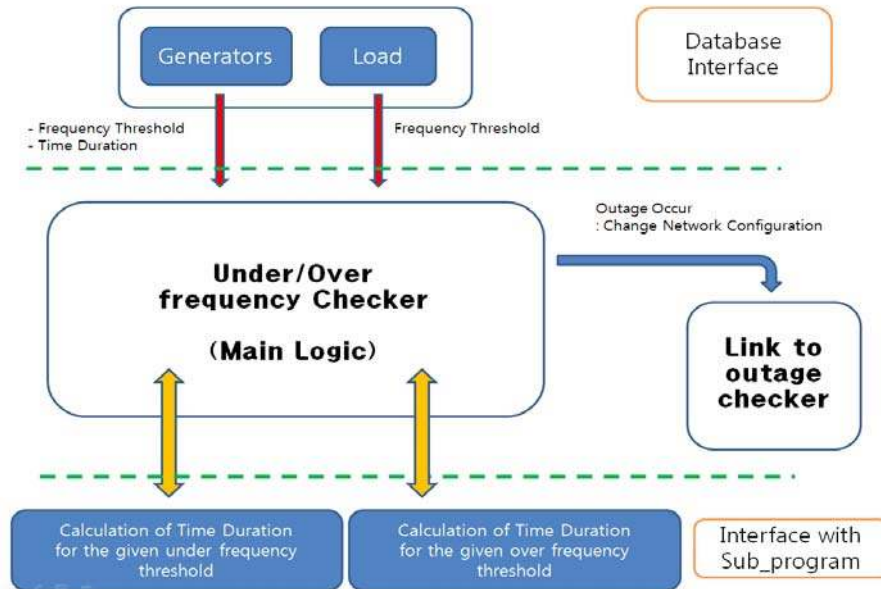 Generators
Load
Database
Interface
- Frequency Threshold
- Time Duration
Frequency Threshold
Outage Occur
: Change Network Configuration
Under/Over
frequency Checker
(Main Logic)
Link to
outage
checker
Calculation of Time Duration
for the given under frequency
threshold
Calculation of Time Duration
for the given over frequency
threshold
Interface with
Sub_program